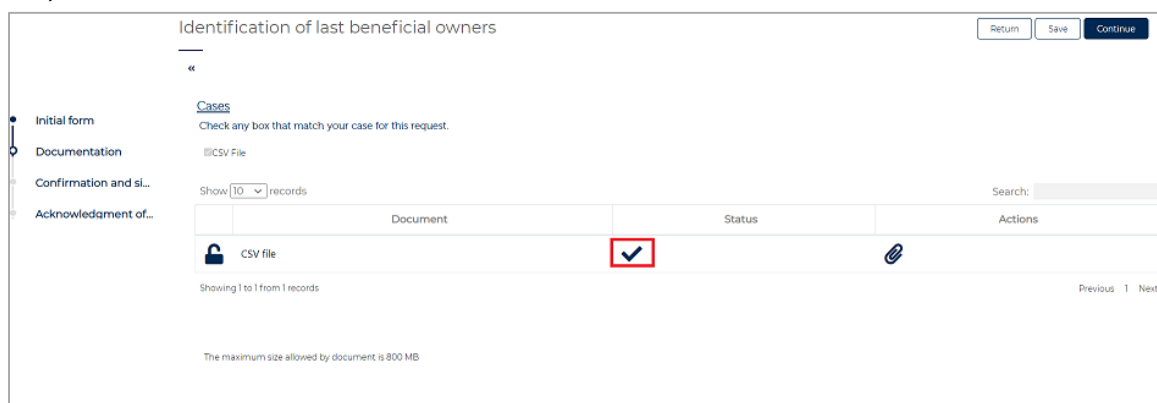 Identification of last beneficial owners
Return Save Continue
«
Cases
Check any box that match your case for this request.
CSV File
Initial form
Documentation
Confirmation and si...
Acknowledgment of...
Show 10 records
Search:
Document Status Actions
CSV file
Showing 1 to 1 from 1 records
Previous 1 Next
The maximum size allowed by document is 800 MB